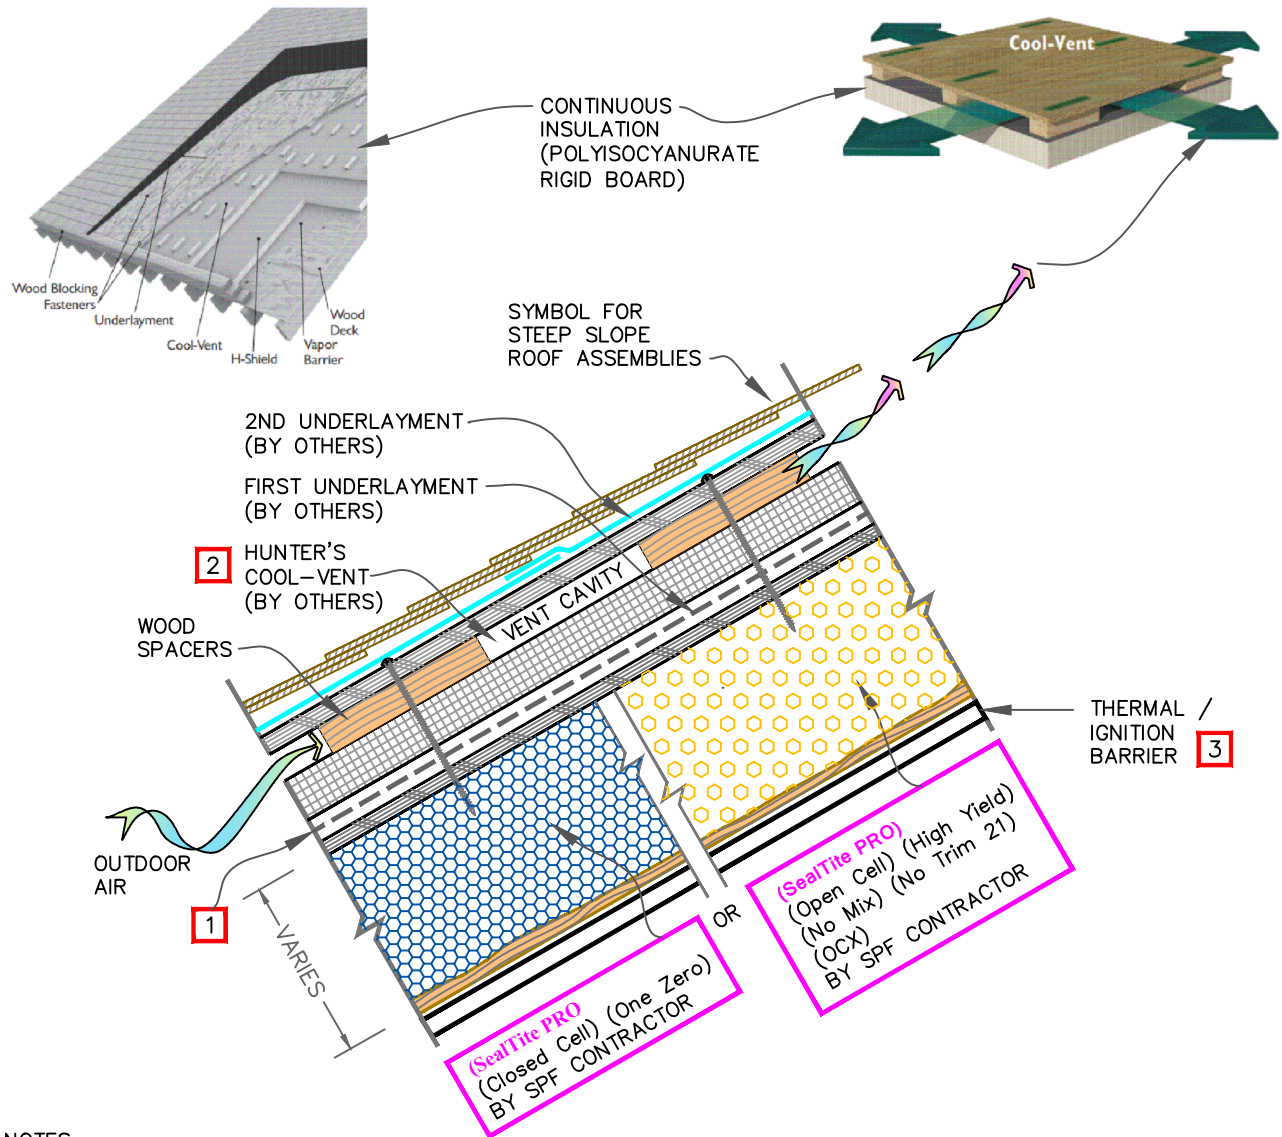 Cool-Vent
CONTINUOUS
INSULATION
(POLYISOCYANURATE
RIGID BOARD)
Wood Blocking
Fasteners
Underlayment
Cool-Vent
H-Shield
Vapor
Barrier
Wood
Deck
SYMBOL FOR
STEEP SLOPE
ROOF ASSEMBLIES
2ND UNDERLAYMENT
(BY OTHERS)
FIRST UNDERLAYMENT
(BY OTHERS)
2
HUNTER'S
COOL-VENT
(BY OTHERS)
VENT CAVITY
WOOD
SPACERS
THERMAL /
IGNITION
BARRIER
3
OUTDOOR
AIR
1
VARIES
(SealTite PRO
(Closed Cell) (One Zero)
BY SPF CONTRACTOR
OR
(SealTite PRO)
(Open Cell) (High Yield)
(No Mix) (No Trim 21)
(OCX)
BY SPF CONTRACTOR
NOTES